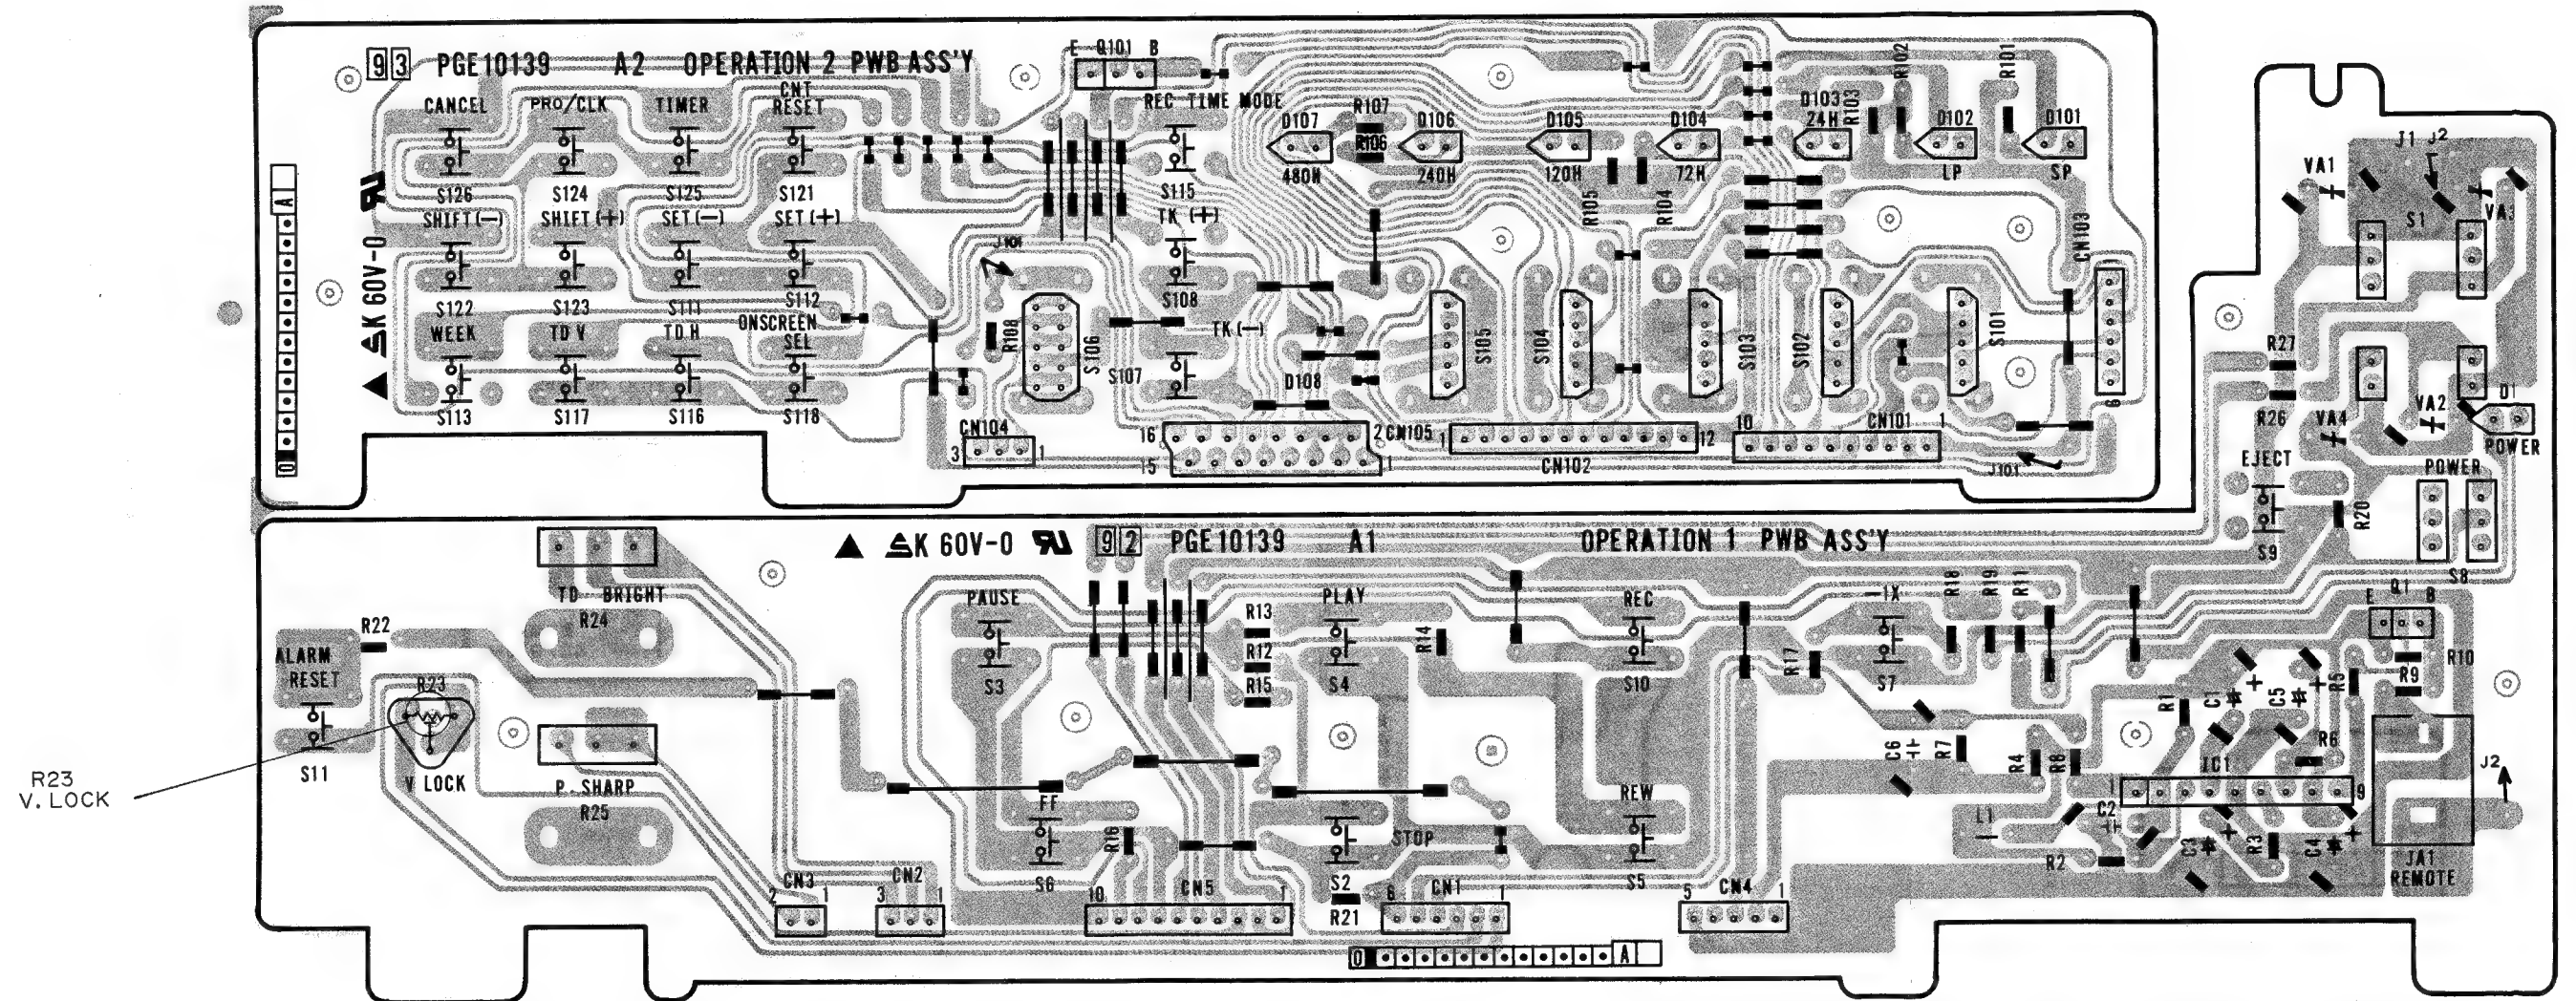 93 PGE10139 A2 OPERATION 2 PWB ASS'Y
E Q101 B
CANCEL PRO/CLK TIMER CNT RESET
REC TIME MODE
S126 S124 S125 S121 S115
SHIFT(−) SHIFT(+) SET(−) SET(+) TK(+)
S122 S123 S111 S112 S108
WEEK TD V TD.H ONSCREEN SEL TK(−)
S113 S117 S116 S118 S107
A
0
K 60V-0
J101
R108
S106
D107 R107 D106 D105 D104 D103 R103 R102 D102 R101 D101
R106
480H 240H 120H 72H 24H LP SP
R105 R104
CN103
1
6
D108
S105 S104 S103 S102 S101
CN104
3 1
16 2 CN105
15 1
1 12
CN102
10 CN101 1
J101
J1 J2
VA1 S1 VA3
R27
R26
VA4 VA2 D1
POWER
EJECT POWER
R20
S9 S8
K 60V-0 92 PGE10139 A1 OPERATION 1 PWB ASS'Y
TD BRIGHT
R24
R22
ALARM
RESET
S11
R23
V LOCK
R23
V. LOCK
P.SHARP
R25
PAUSE
S3
R13
R12
R15
PLAY
S4
R14
REC
S10
R17
-1X
S7
R18 R19 R11
E Q1 B
R10
R9
R5
R1 C1 C5
C6 R7 R4 R8
R6
IC1
1 9
J2
FF
S6
R16
STOP
S2
R21
REW
S5
L1
C2
R2
C3 R3 C4
JA1
REMOTE
CN3
2 1
CN2
3 1
CN5
10 1
CN1
6 1
CN4
5 1
0 A